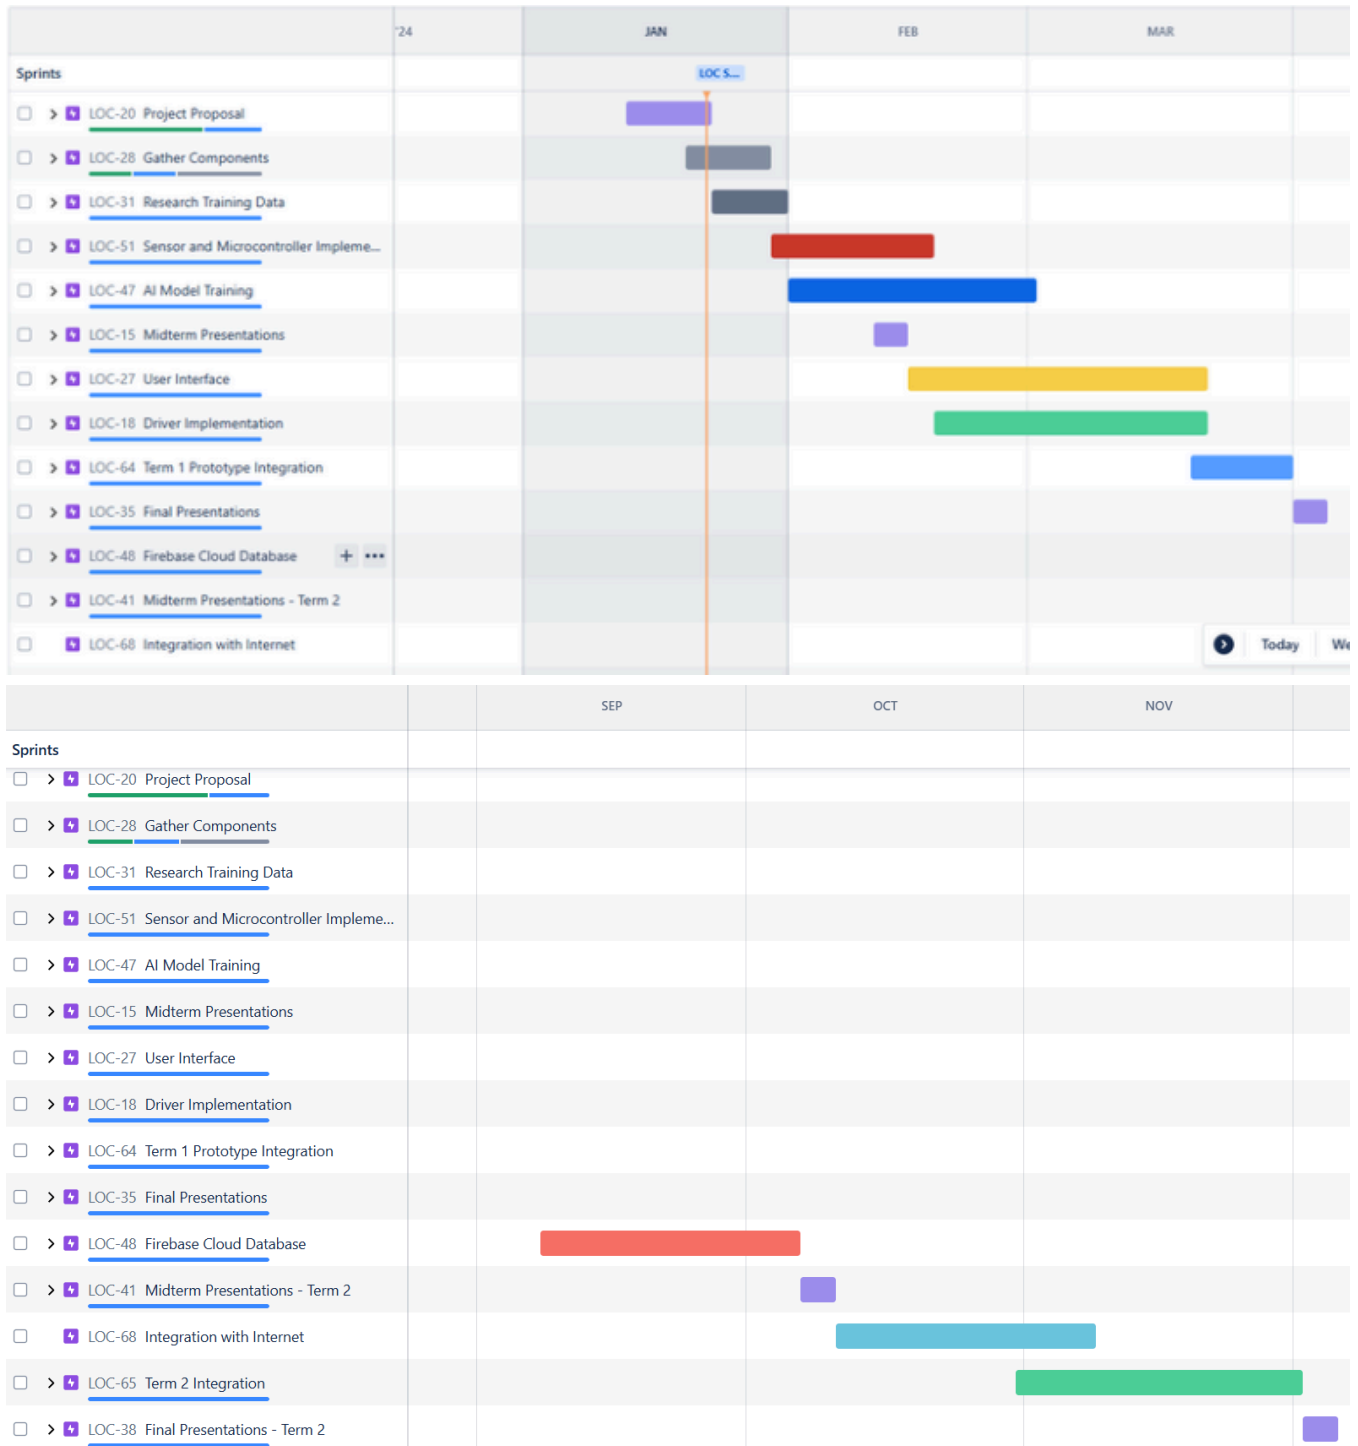 '24 JAN FEB MAR
Sprints LOC S...
LOC-20 Project Proposal
LOC-28 Gather Components
LOC-31 Research Training Data
LOC-51 Sensor and Microcontroller Impleme...
LOC-47 AI Model Training
LOC-15 Midterm Presentations
LOC-27 User Interface
LOC-18 Driver Implementation
LOC-64 Term 1 Prototype Integration
LOC-35 Final Presentations
LOC-48 Firebase Cloud Database
LOC-41 Midterm Presentations - Term 2
LOC-68 Integration with Internet Today We
SEP OCT NOV
Sprints
LOC-20 Project Proposal
LOC-28 Gather Components
LOC-31 Research Training Data
LOC-51 Sensor and Microcontroller Impleme...
LOC-47 AI Model Training
LOC-15 Midterm Presentations
LOC-27 User Interface
LOC-18 Driver Implementation
LOC-64 Term 1 Prototype Integration
LOC-35 Final Presentations
LOC-48 Firebase Cloud Database
LOC-41 Midterm Presentations - Term 2
LOC-68 Integration with Internet
LOC-65 Term 2 Integration
LOC-38 Final Presentations - Term 2